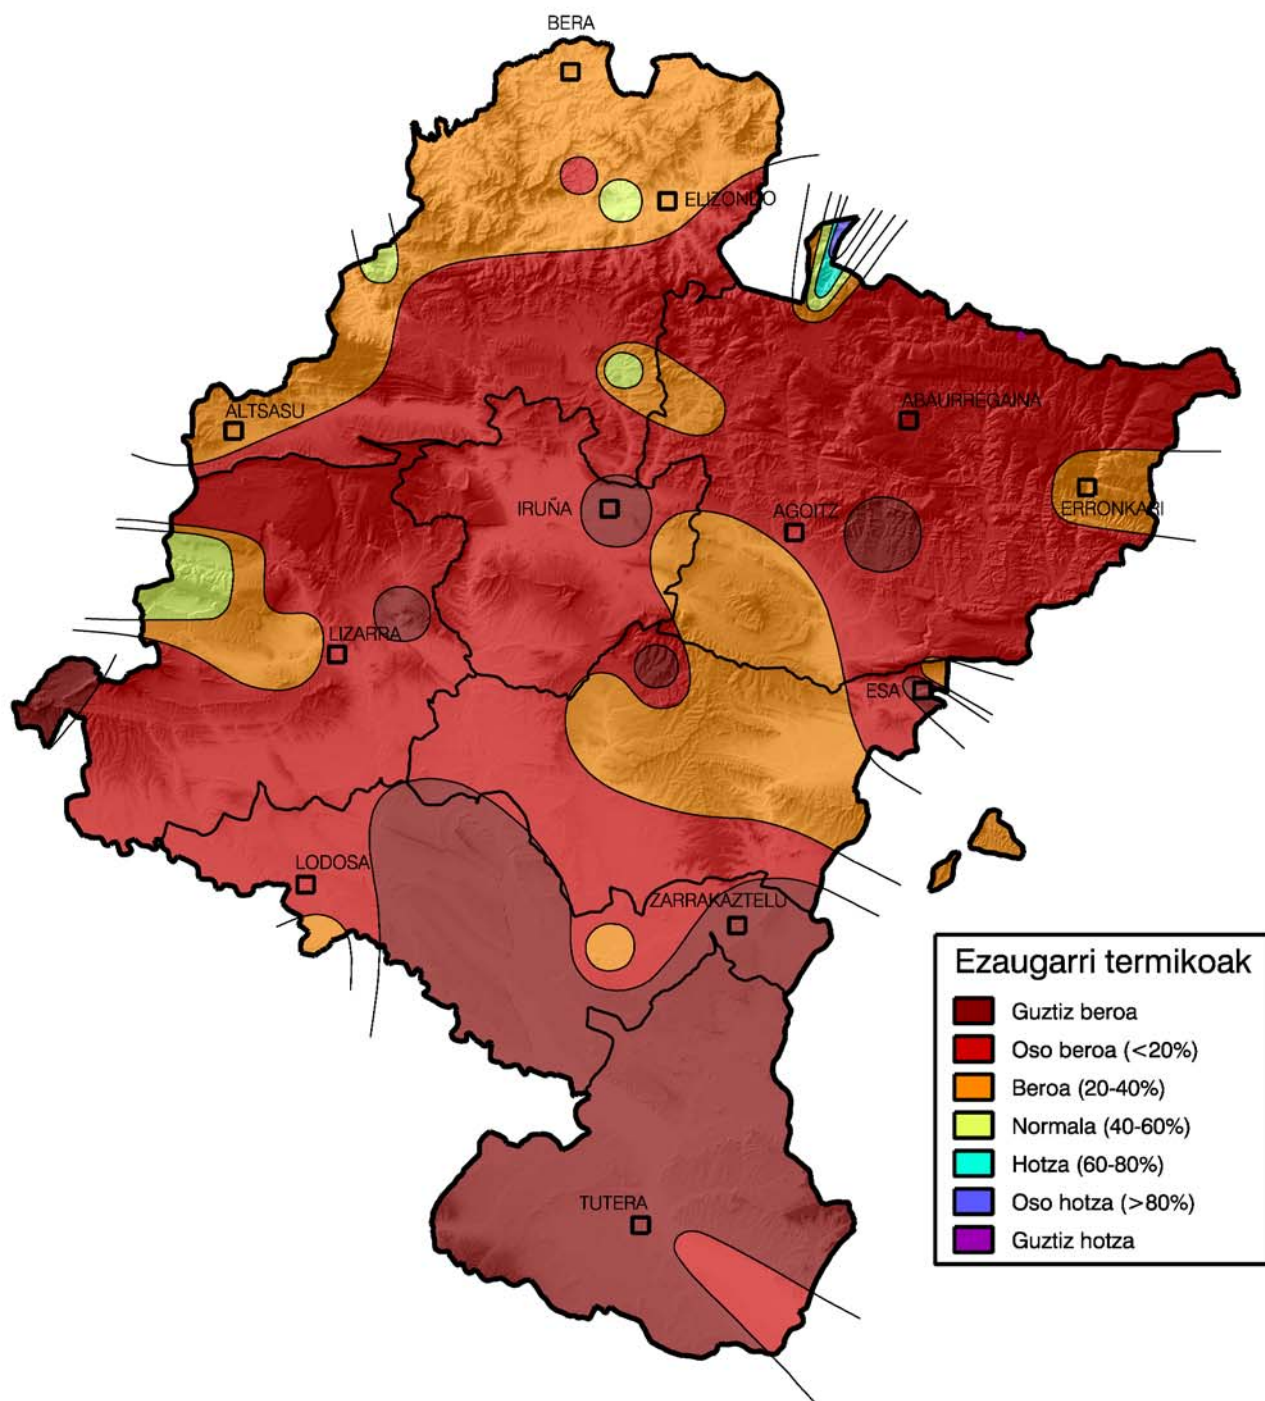 BERA
ELIZONDO
ALTSASU
ABAURREGAINA
IRUÑA
AGOITZ
ERRONKARI
LIZARRA
ESA
LODOSA
ZARRAKAZTELU
TUTERA
Ezaugarri termikoak
Guztiz beroa
Oso beroa (<20%)
Beroa (20-40%)
Normala (40-60%)
Hotza (60-80%)
Oso hotza (>80%)
Guztiz hotza